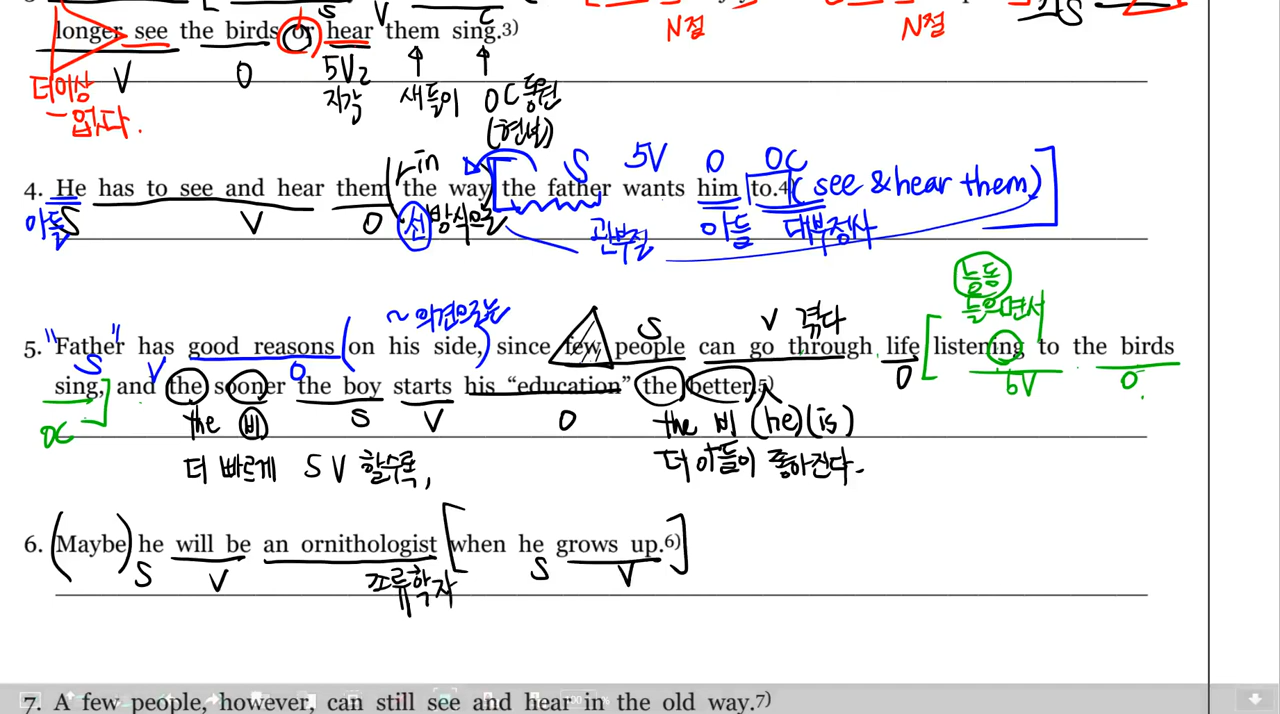 S V C N절 N절 S
longer see the birds or hear them sing.3)
V O 5V2 ↑ ↑
더이상 지각 새들이 OC동원
~없다. (현분)
in S 5V O OC
4. He has to see and hear them the way the father wants him to.4) (see & hear them)
아들 S V O 선 방식으로 관부절 아들 대부정사
능동
~의견으로는 S V 겪다 들으면서
5. "Father" has good reasons (on his side,) since few people can go through life [listening to the birds
S V O O 5V O
sing,] and the sooner the boy starts his “education” the better.5)
OC the 비 S V O the 비 (he)(is)
더 빠르게 S V 할수록, 더 아들이 좋아진다.
6. (Maybe) he will be an ornithologist [when he grows up.6)]
S V 조류학자 S V
7. A few people, however, can still see and hear in the old way.7)